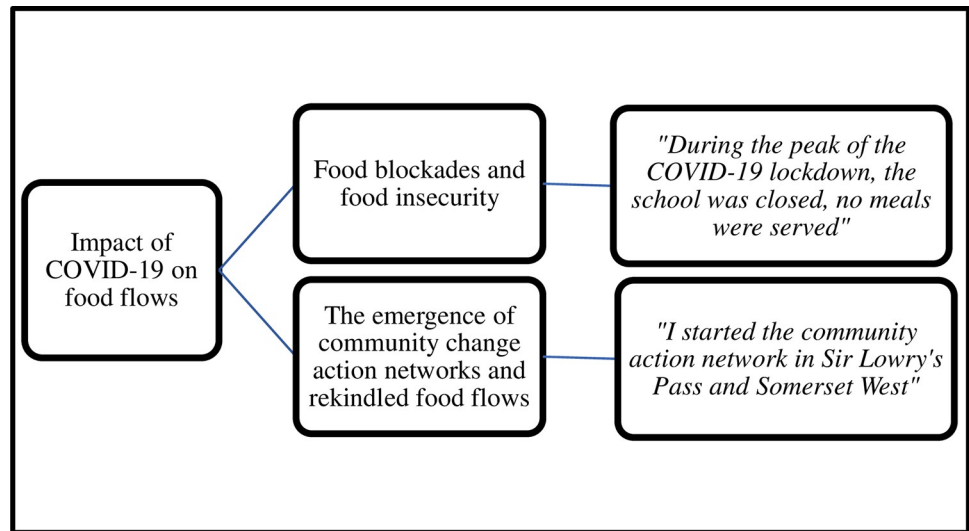 Impact of
COVID-19 on
food flows
Food blockades and
food insecurity
"During the peak of the
COVID-19 lockdown, the
school was closed, no meals
were served"
The emergence of
community change
action networks and
rekindled food flows
"I started the community
action network in Sir Lowry's
Pass and Somerset West"